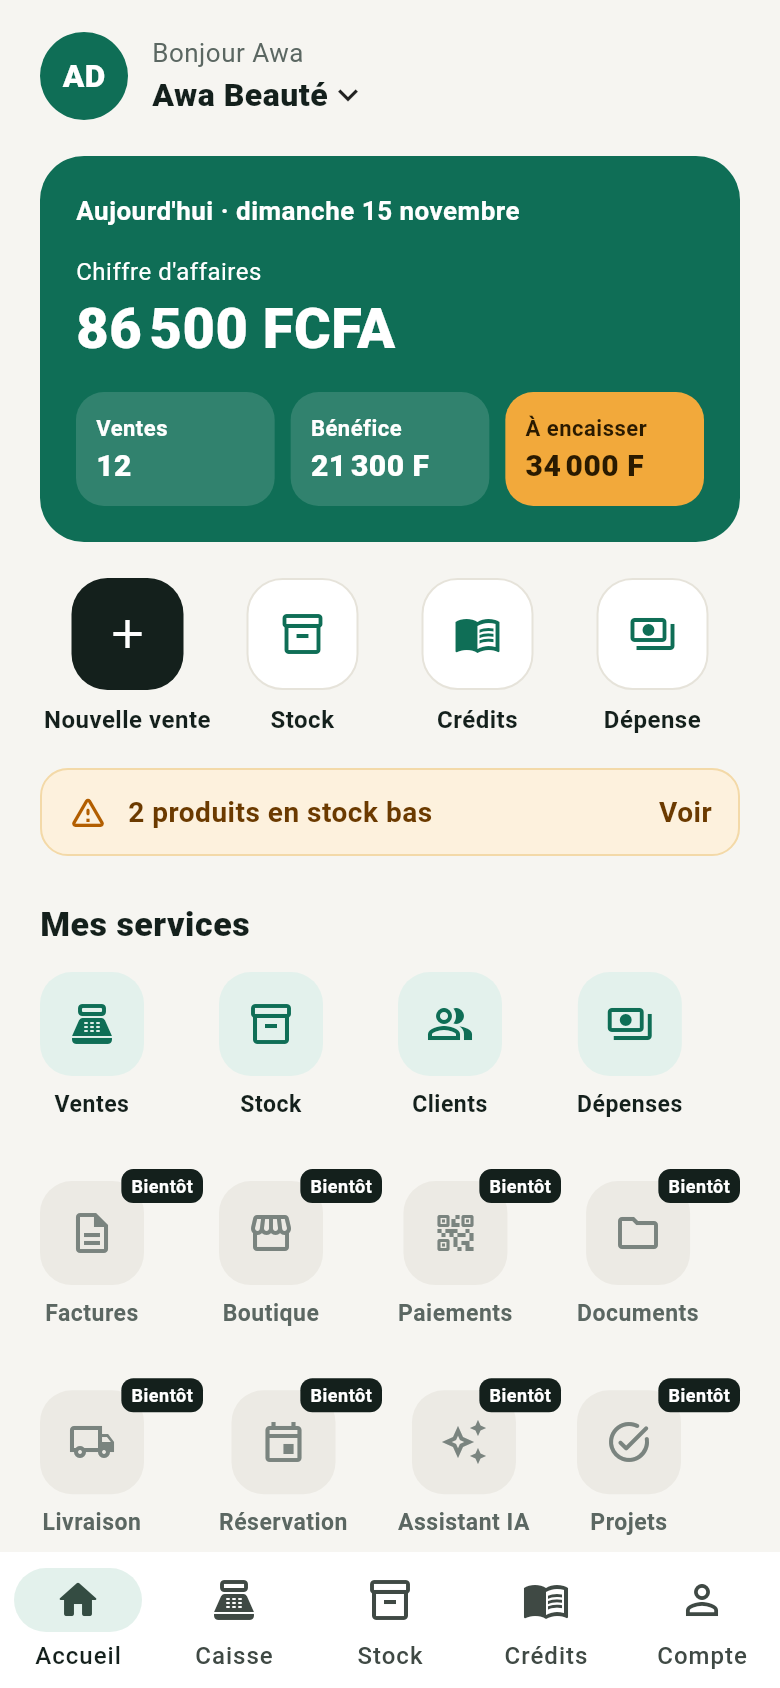 AD
Bonjour Awa
Awa Beauté
Aujourd'hui · dimanche 15 novembre
Chiffre d'affaires
86 500 FCFA
Ventes
12
Bénéfice
21 300 F
À encaisser
34 000 F
Nouvelle vente
Stock
Crédits
Dépense
2 produits en stock bas
Voir
Mes services
Ventes
Stock
Clients
Dépenses
Bientôt
Bientôt
Bientôt
Bientôt
Factures
Boutique
Paiements
Documents
Bientôt
Bientôt
Bientôt
Bientôt
Livraison
Réservation
Assistant IA
Projets
Accueil
Caisse
Stock
Crédits
Compte